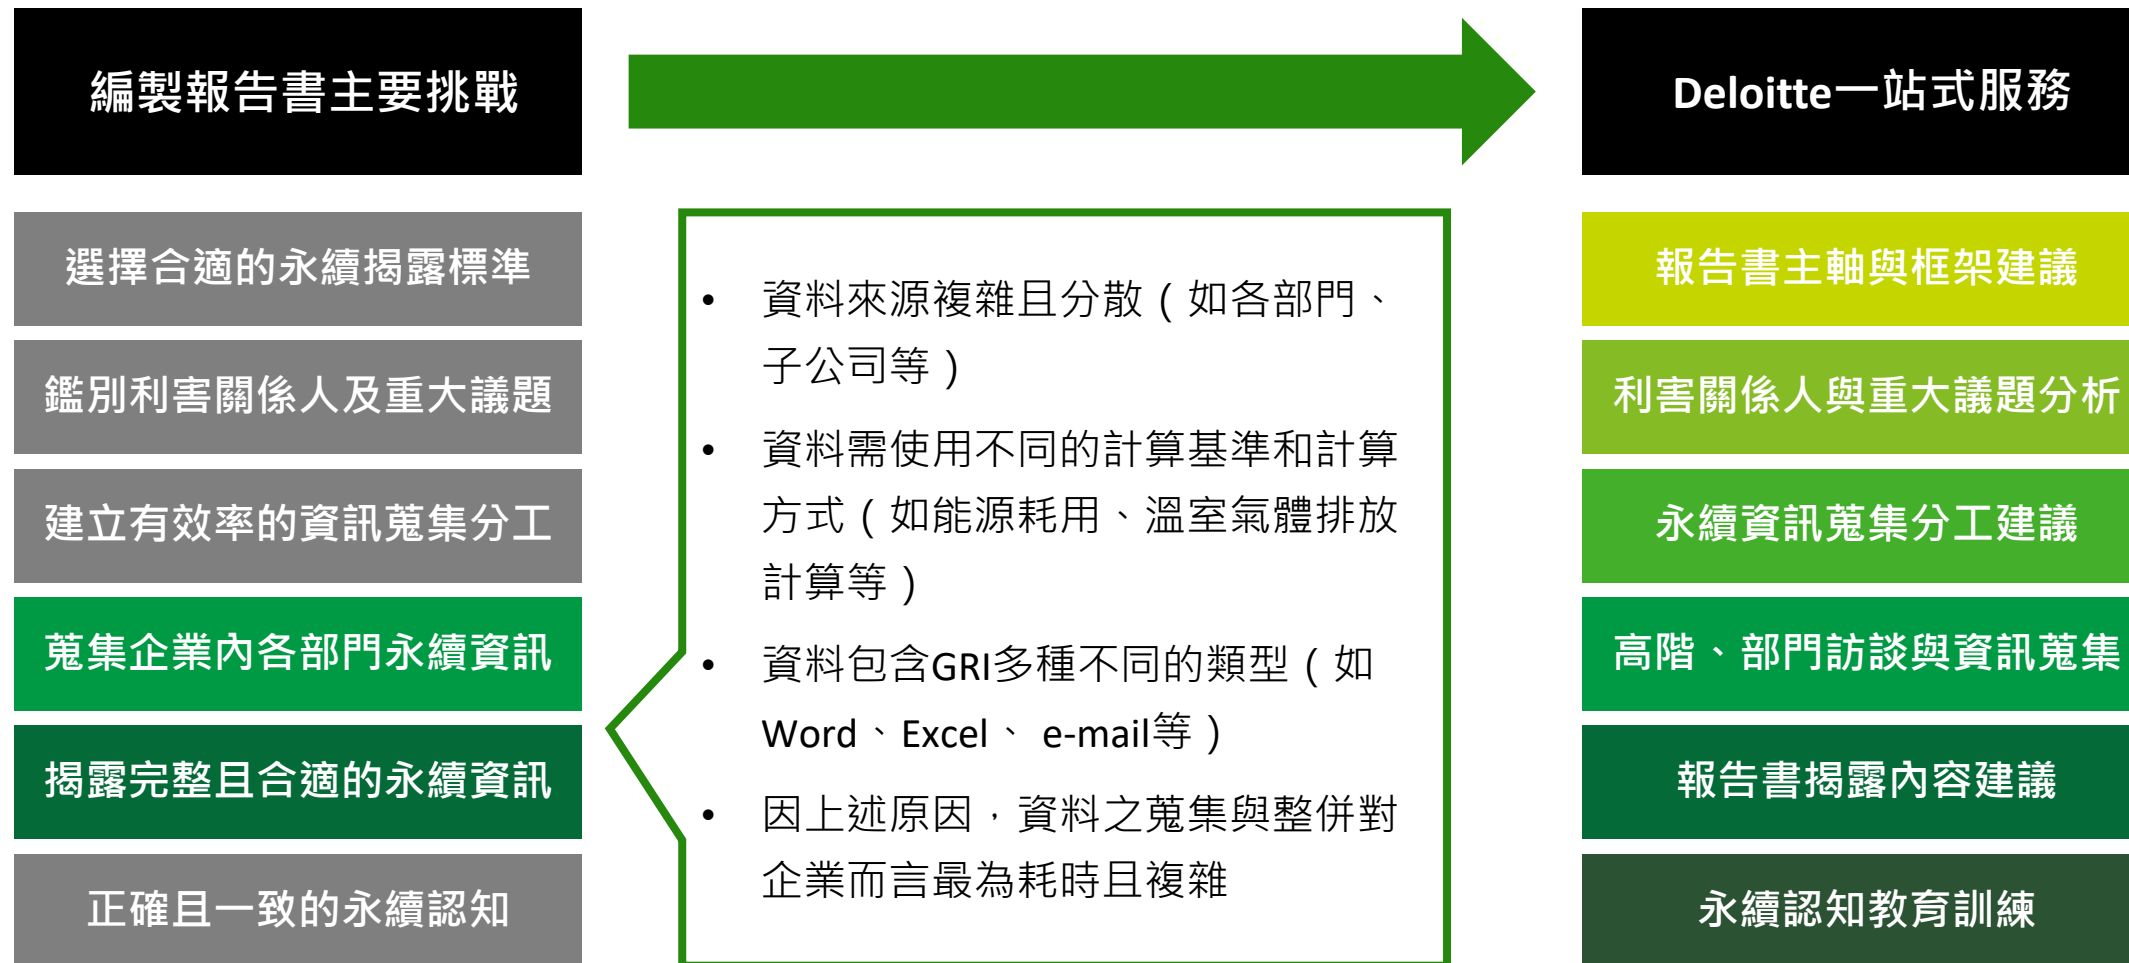 編製報告書主要挑戰
選擇合適的永續揭露標準
鑑別利害關係人及重大議題
建立有效率的資訊蒐集分工
蒐集企業內各部門永續資訊
揭露完整且合適的永續資訊
正確且一致的永續認知
• 資料來源複雜且分散（如各部門、
子公司等）
• 資料需使用不同的計算基準和計算
方式（如能源耗用、溫室氣體排放
計算等）
• 資料包含GRI多種不同的類型（如
Word、Excel、 e-mail等）
• 因上述原因，資料之蒐集與整併對
企業而言最為耗時且複雜
Deloitte一站式服務
報告書主軸與框架建議
利害關係人與重大議題分析
永續資訊蒐集分工建議
高階、部門訪談與資訊蒐集
報告書揭露內容建議
永續認知教育訓練